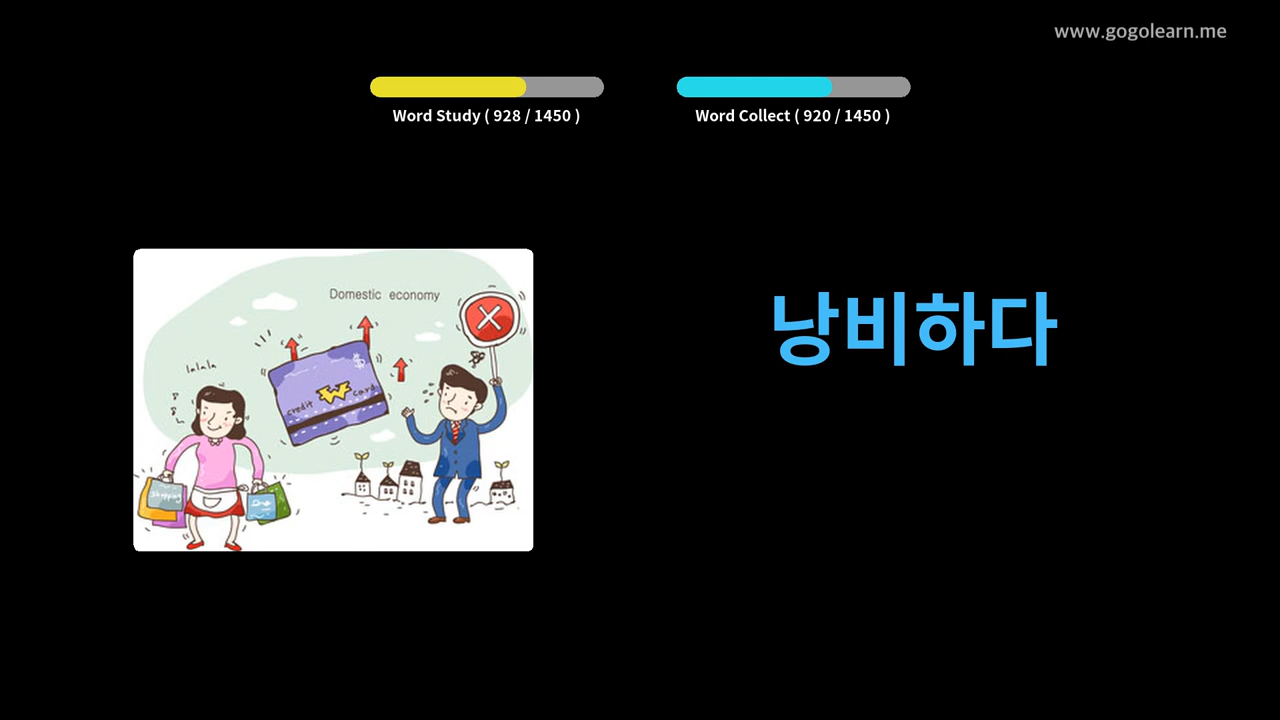 www.gogolearn.me
Word Study ( 928 / 1450 )
Word Collect ( 920 / 1450 )
Domestic economy
lalala
$
W
credit card
Shopping
낭비하다